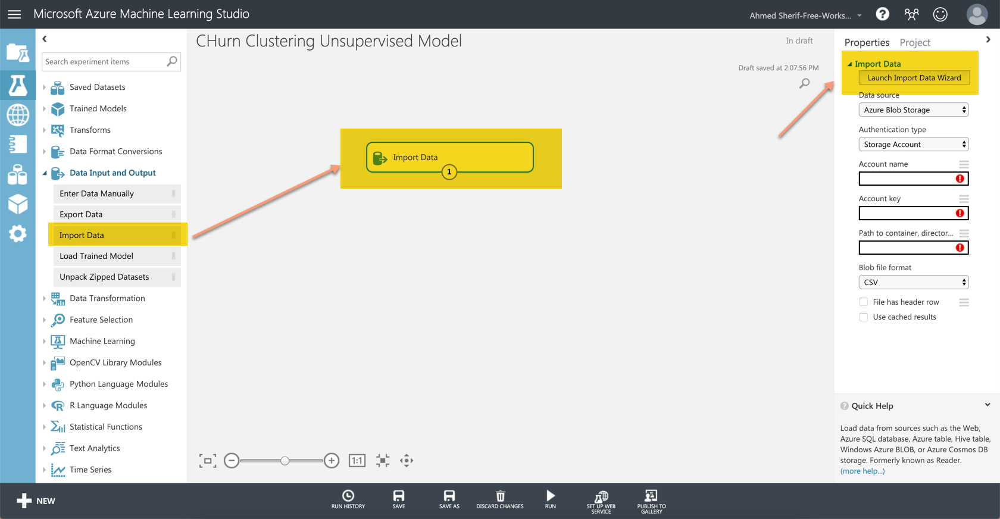 Microsoft Azure Machine Learning Studio
Ahmed Sherif-Free-Works...
?
CHurn Clustering Unsupervised Model
In draft
Draft saved at 2:07:56 PM
Search experiment items
Saved Datasets
Trained Models
Transforms
Data Format Conversions
Data Input and Output
Enter Data Manually
Export Data
Import Data
Load Trained Model
Unpack Zipped Datasets
Data Transformation
Feature Selection
Machine Learning
OpenCV Library Modules
Python Language Modules
R Language Modules
Statistical Functions
Text Analytics
Time Series
Import Data
1
1:1
Properties Project
Import Data
Launch Import Data Wizard
Data source
Azure Blob Storage
Authentication type
Storage Account
Account name
!
Account key
!
Path to container, director...
!
Blob file format
CSV
File has header row
Use cached results
? Quick Help
Load data from sources such as the Web,
Azure SQL database, Azure table, Hive table,
Windows Azure BLOB, or Azure Cosmos DB
storage. Formerly known as Reader.
(more help...)
NEW
RUN HISTORY
SAVE
SAVE AS
DISCARD CHANGES
RUN
SET UP WEB
SERVICE
PUBLISH TO
GALLERY